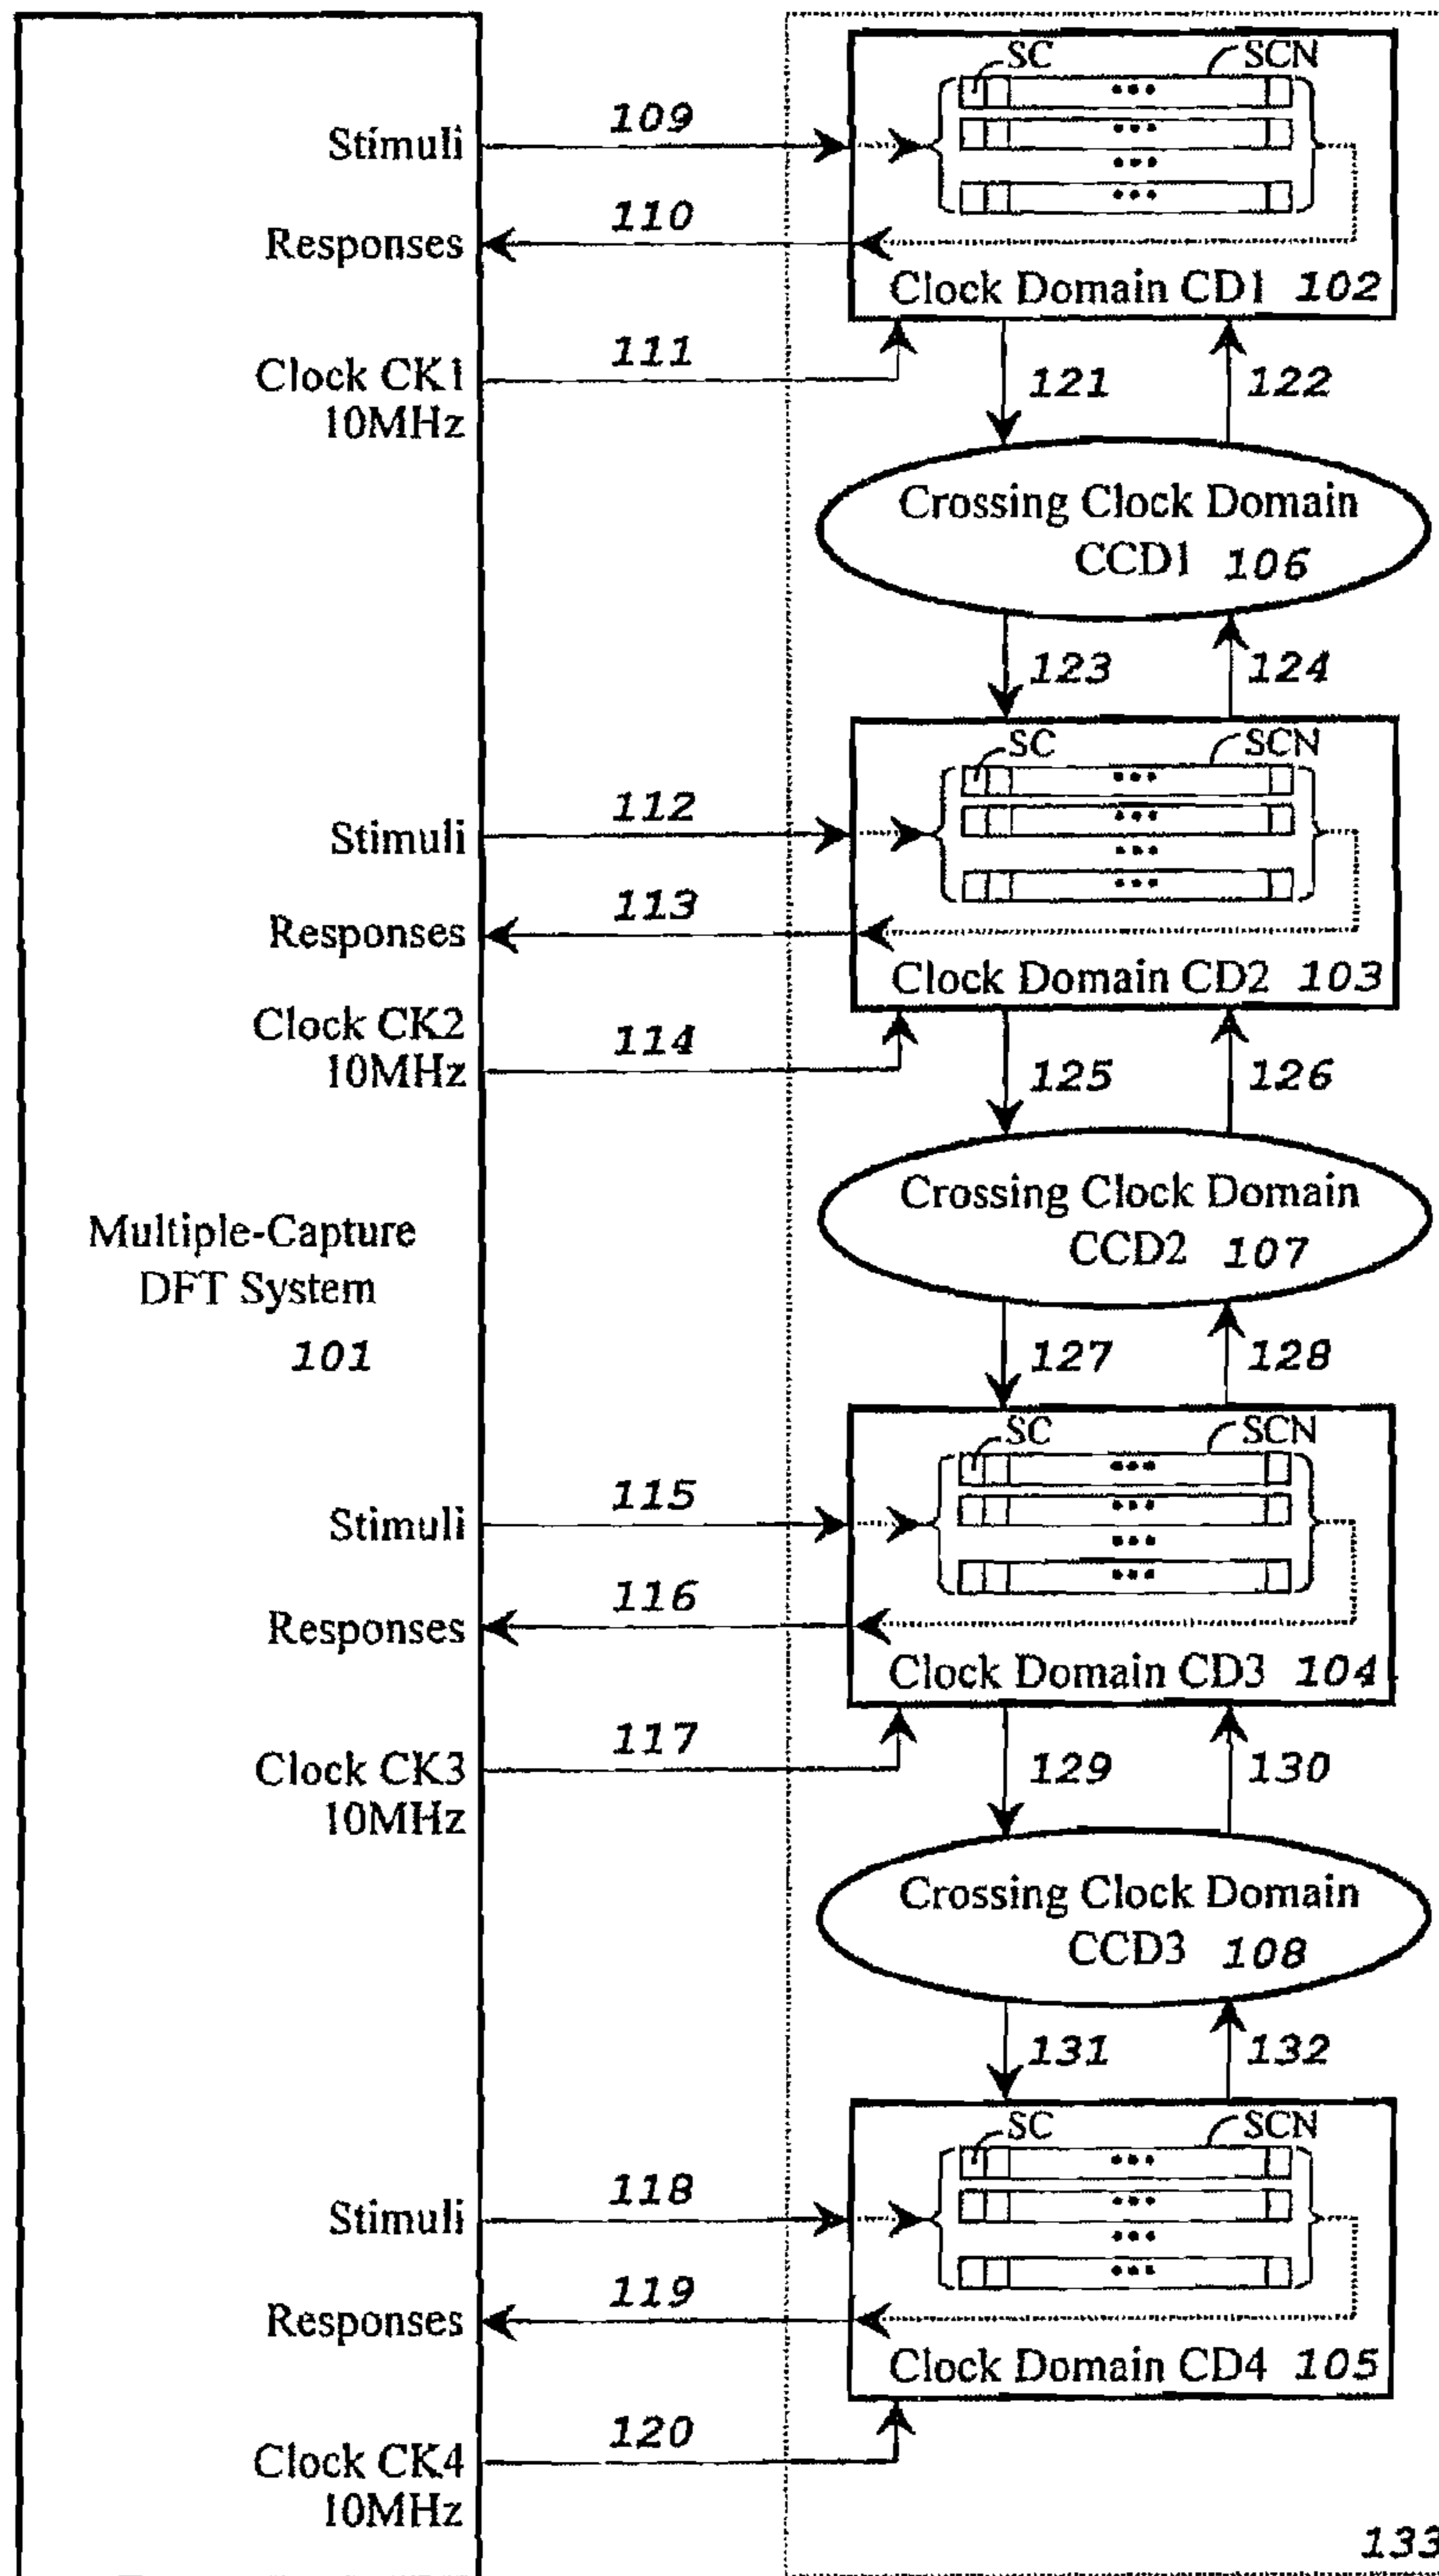 SC SCN
Stimuli 109
Responses 110
Clock Domain CD1 102
Clock CK1 111
10MHz
121 122
Crossing Clock Domain
CCD1 106
123 124
SC SCN
Stimuli 112
Responses 113
Clock Domain CD2 103
Clock CK2 114
10MHz
125 126
Crossing Clock Domain
CCD2 107
Multiple-Capture
DFT System
101
127 128
SC SCN
Stimuli 115
Responses 116
Clock Domain CD3 104
Clock CK3 117
10MHz
129 130
Crossing Clock Domain
CCD3 108
131 132
SC SCN
Stimuli 118
Responses 119
Clock Domain CD4 105
Clock CK4 120
10MHz
133